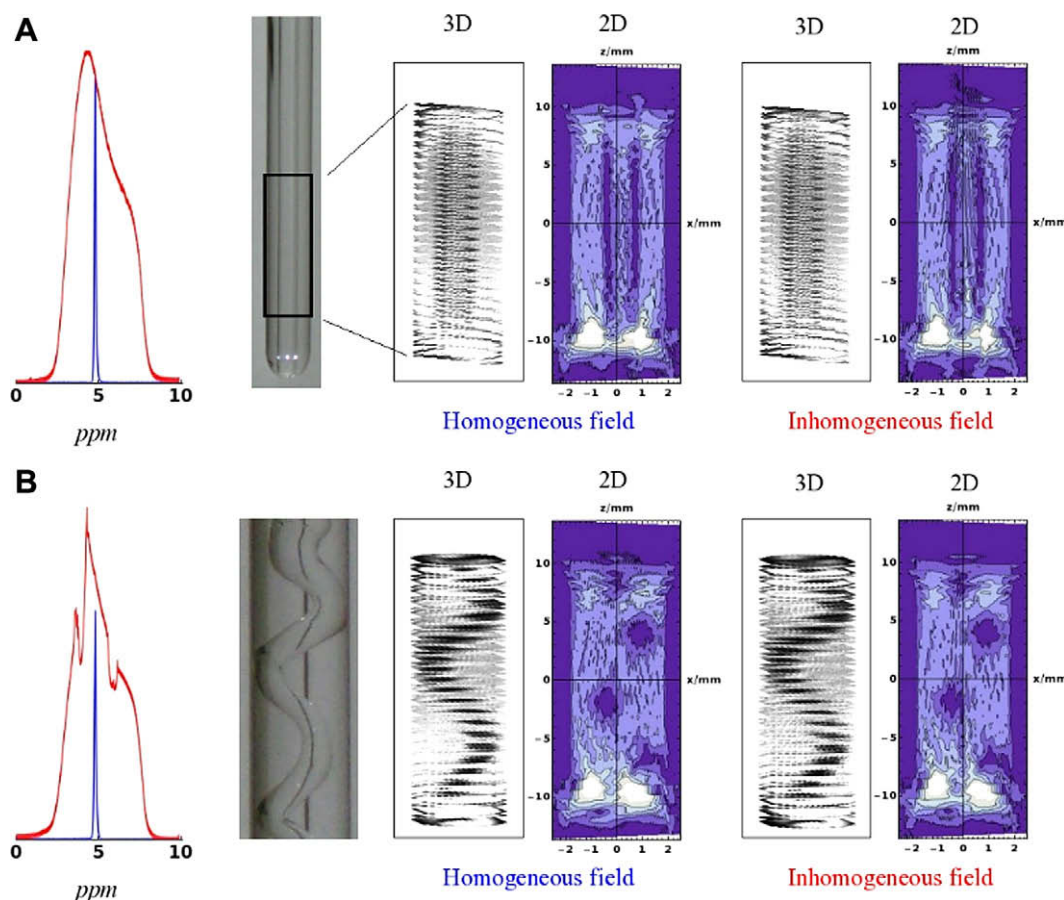 A
3D 2D 3D 2D
z/mm z/mm
10 10
5 5
0 x/mm 0 x/mm
−5 −5
−10 −10
0 5 10
−2 −1 0 1 2 −2 −1 0 1 2
ppm
Homogeneous field Inhomogeneous field
B
3D 2D 3D 2D
z/mm z/mm
10 10
5 5
0 x/mm 0 x/mm
−5 −5
−10 −10
0 5 10
−2 −1 0 1 2 −2 −1 0 1 2
ppm
Homogeneous field Inhomogeneous field